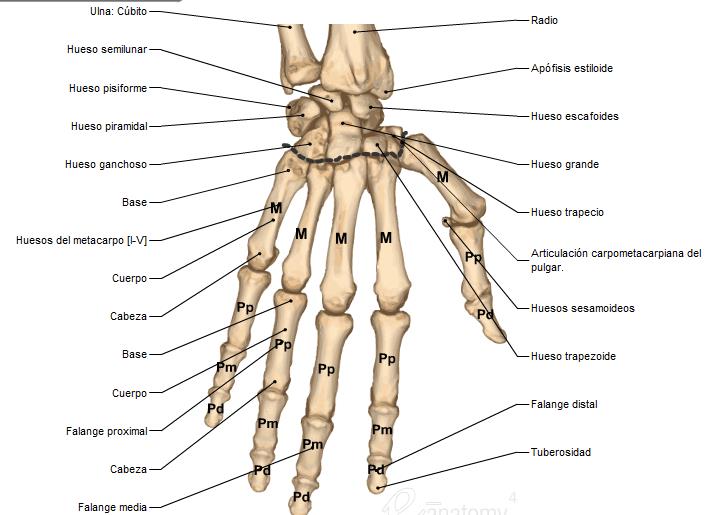 Ulna: Cúbito
Hueso semilunar
Hueso pisiforme
Hueso piramidal
Hueso ganchoso
Base
Huesos del metacarpo [I-V]
Cuerpo
Cabeza
Base
Cuerpo
Falange proximal
Cabeza
Falange media
Radio
Apófisis estiloide
Hueso escafoides
Hueso grande
Hueso trapecio
Articulación carpometacarpiana del
pulgar.
Huesos sesamoideos
Hueso trapezoide
Falange distal
Tuberosidad
M
M
M
M
M
Pp
Pp
Pp
Pp
Pp
Pm
Pm
Pm
Pm
Pd
Pd
Pd
Pd
Pd
anatomy 4